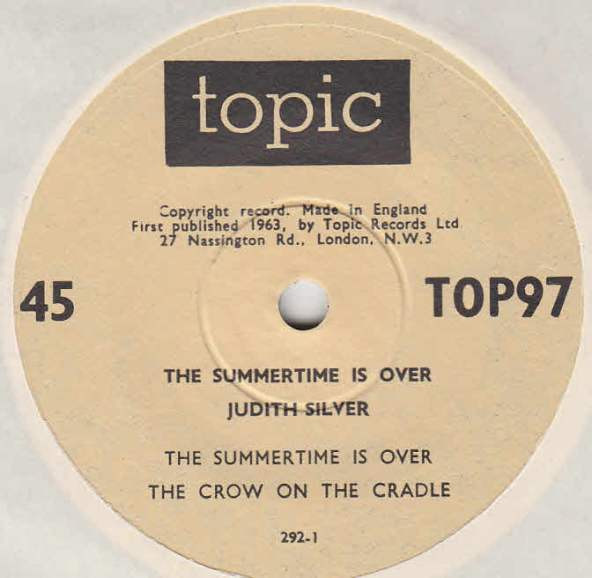 topic
Copyright record. Made in England
First published 1963, by Topic Records Ltd
27 Nassington Rd., London, N.W.3
45
TOP97
THE SUMMERTIME IS OVER
JUDITH SILVER
THE SUMMERTIME IS OVER
THE CROW ON THE CRADLE
292-1